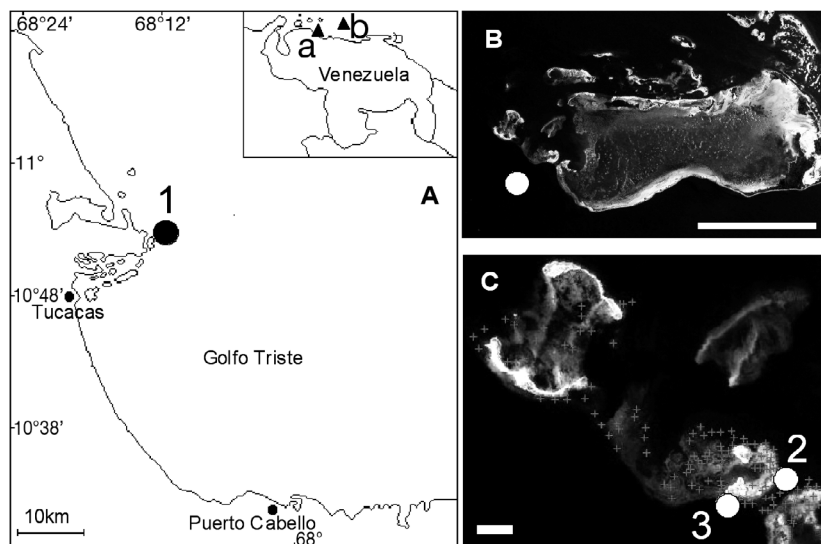 68°24' 68°12'
a
b
Venezuela
11°
A
1
10°48'
Tucacas
Golfo Triste
10°38'
10km
Puerto Cabello
68°
B
C
2
3